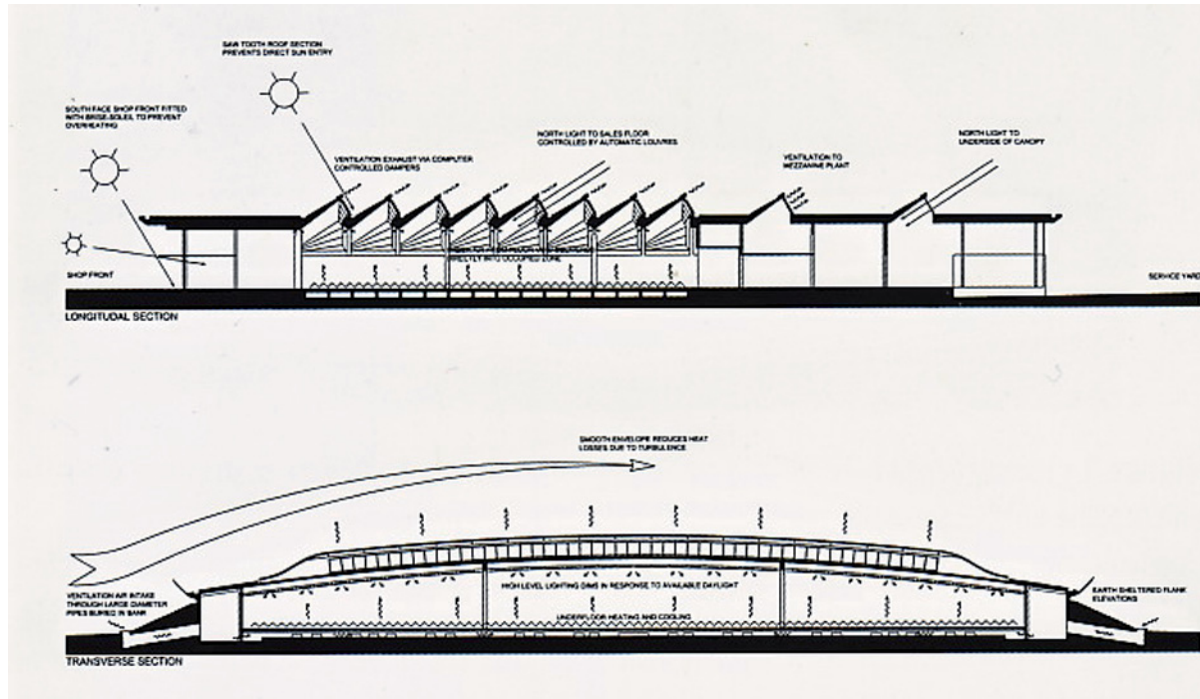 SAW TOOTH ROOF SECTION
PREVENTS DIRECT SUN ENTRY
SOUTH FACE SHOP FRONT FITTED
WITH BRISE-SOLEIL TO PREVENT
OVERHEATING
NORTH LIGHT TO SALES FLOOR
CONTROLLED BY AUTOMATIC LOUVRES
NORTH LIGHT TO
UNDERSIDE OF CANOPY
VENTILATION EXHAUST VIA COMPUTER
CONTROLLED DAMPERS
VENTILATION TO
MEZZANINE PLANT
DIRECTLY INTO OCCUPIED ZONE
SHOP FRONT
SERVICE YARD
LONGITUDAL SECTION
SMOOTH ENVELOPE REDUCES HEAT
LOSSES DUE TO TURBULENCE
HIGH LEVEL LIGHTING DIMS IN RESPONSE TO AVAILABLE DAYLIGHT
VENTILATION AIR INTAKE
THROUGH LARGE DIAMETER
PIPES BURIED IN BANK
EARTH SHELTERED FLANK
ELEVATIONS
UNDERFLOOR HEATING AND COOLING
TRANSVERSE SECTION